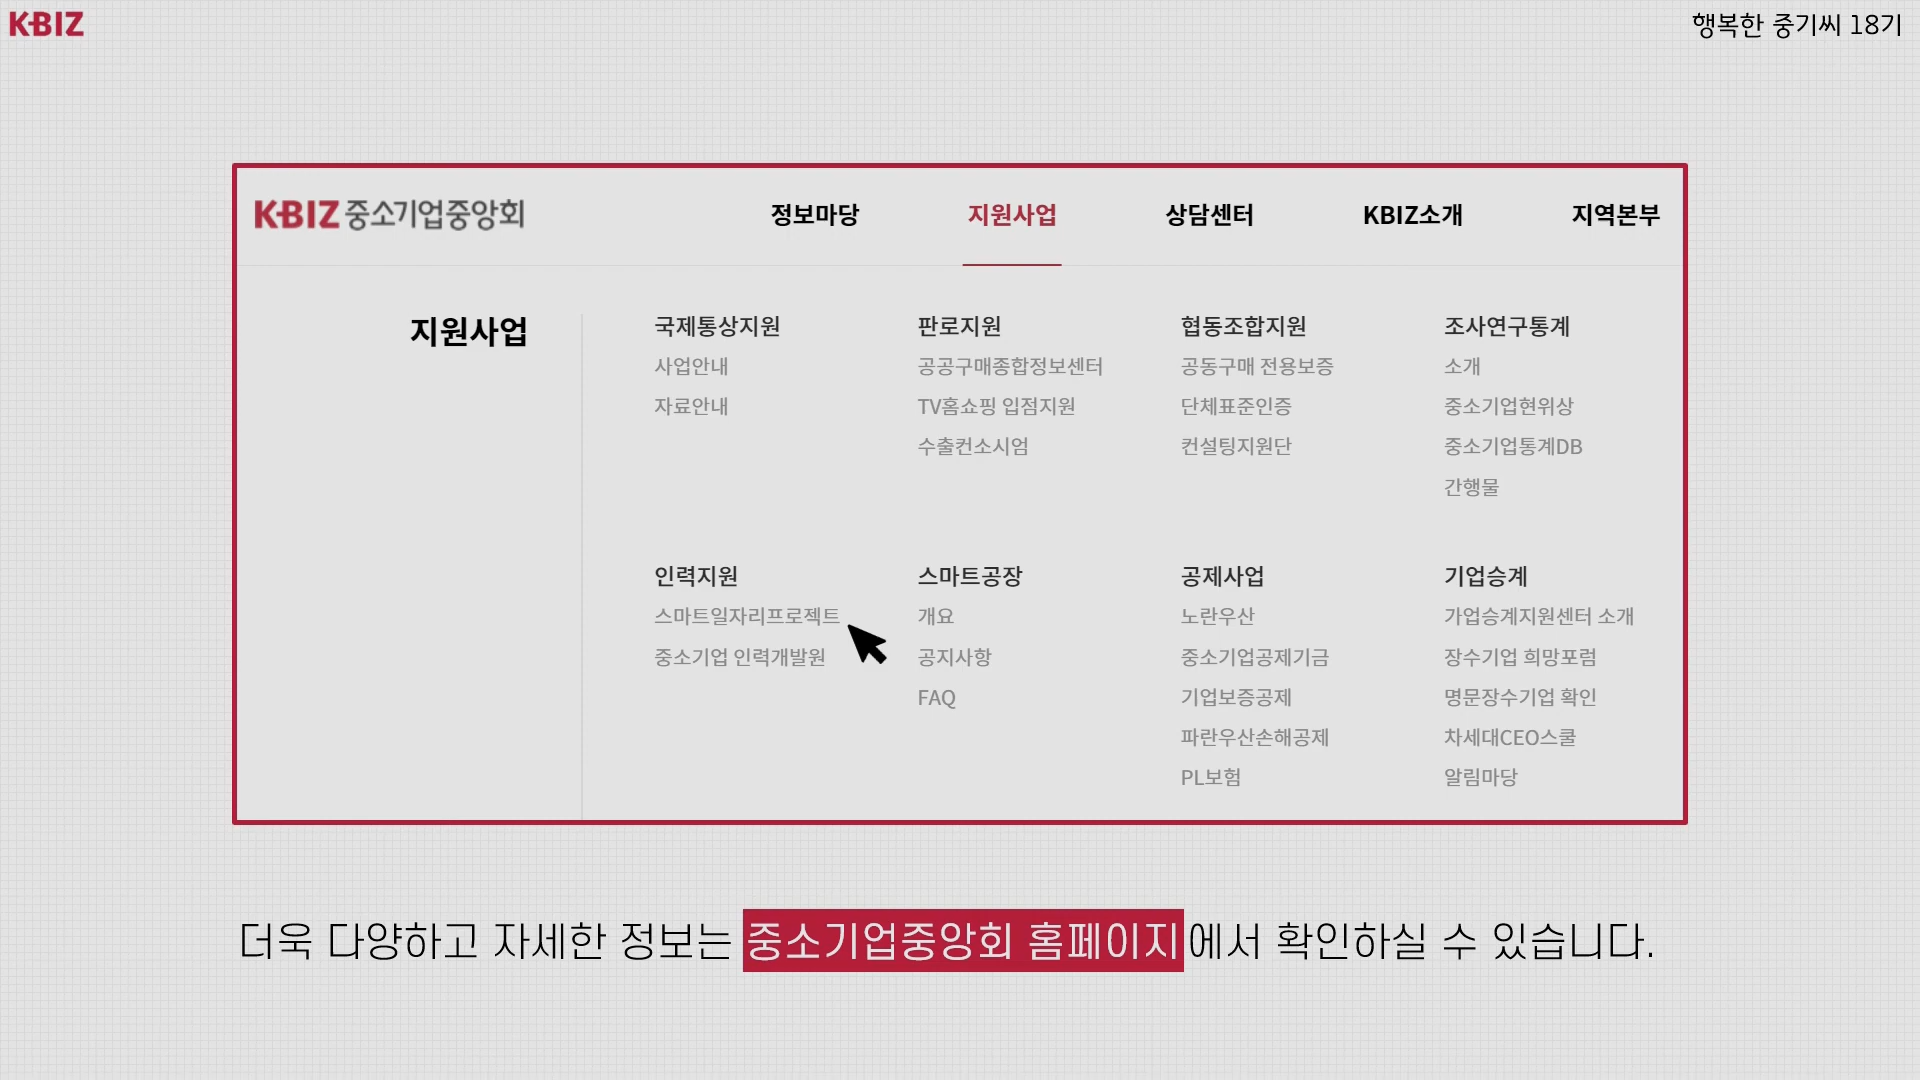 KBIZ
행복한 중기씨 18기
KBIZ중소기업중앙회
정보마당
지원사업
상담센터
KBIZ소개
지역본부
지원사업
국제통상지원
사업안내
자료안내
판로지원
공공구매종합정보센터
TV홈쇼핑 입점지원
수출컨소시엄
협동조합지원
공동구매 전용보증
단체표준인증
컨설팅지원단
조사연구통계
소개
중소기업현위상
중소기업통계DB
간행물
인력지원
스마트일자리프로젝트
중소기업 인력개발원
스마트공장
개요
공지사항
FAQ
공제사업
노란우산
중소기업공제기금
기업보증공제
파란우산손해공제
PL보험
기업승계
가업승계지원센터 소개
장수기업 희망포럼
명문장수기업 확인
차세대CEO스쿨
알림마당
더욱 다양하고 자세한 정보는 중소기업중앙회 홈페이지에서 확인하실 수 있습니다.